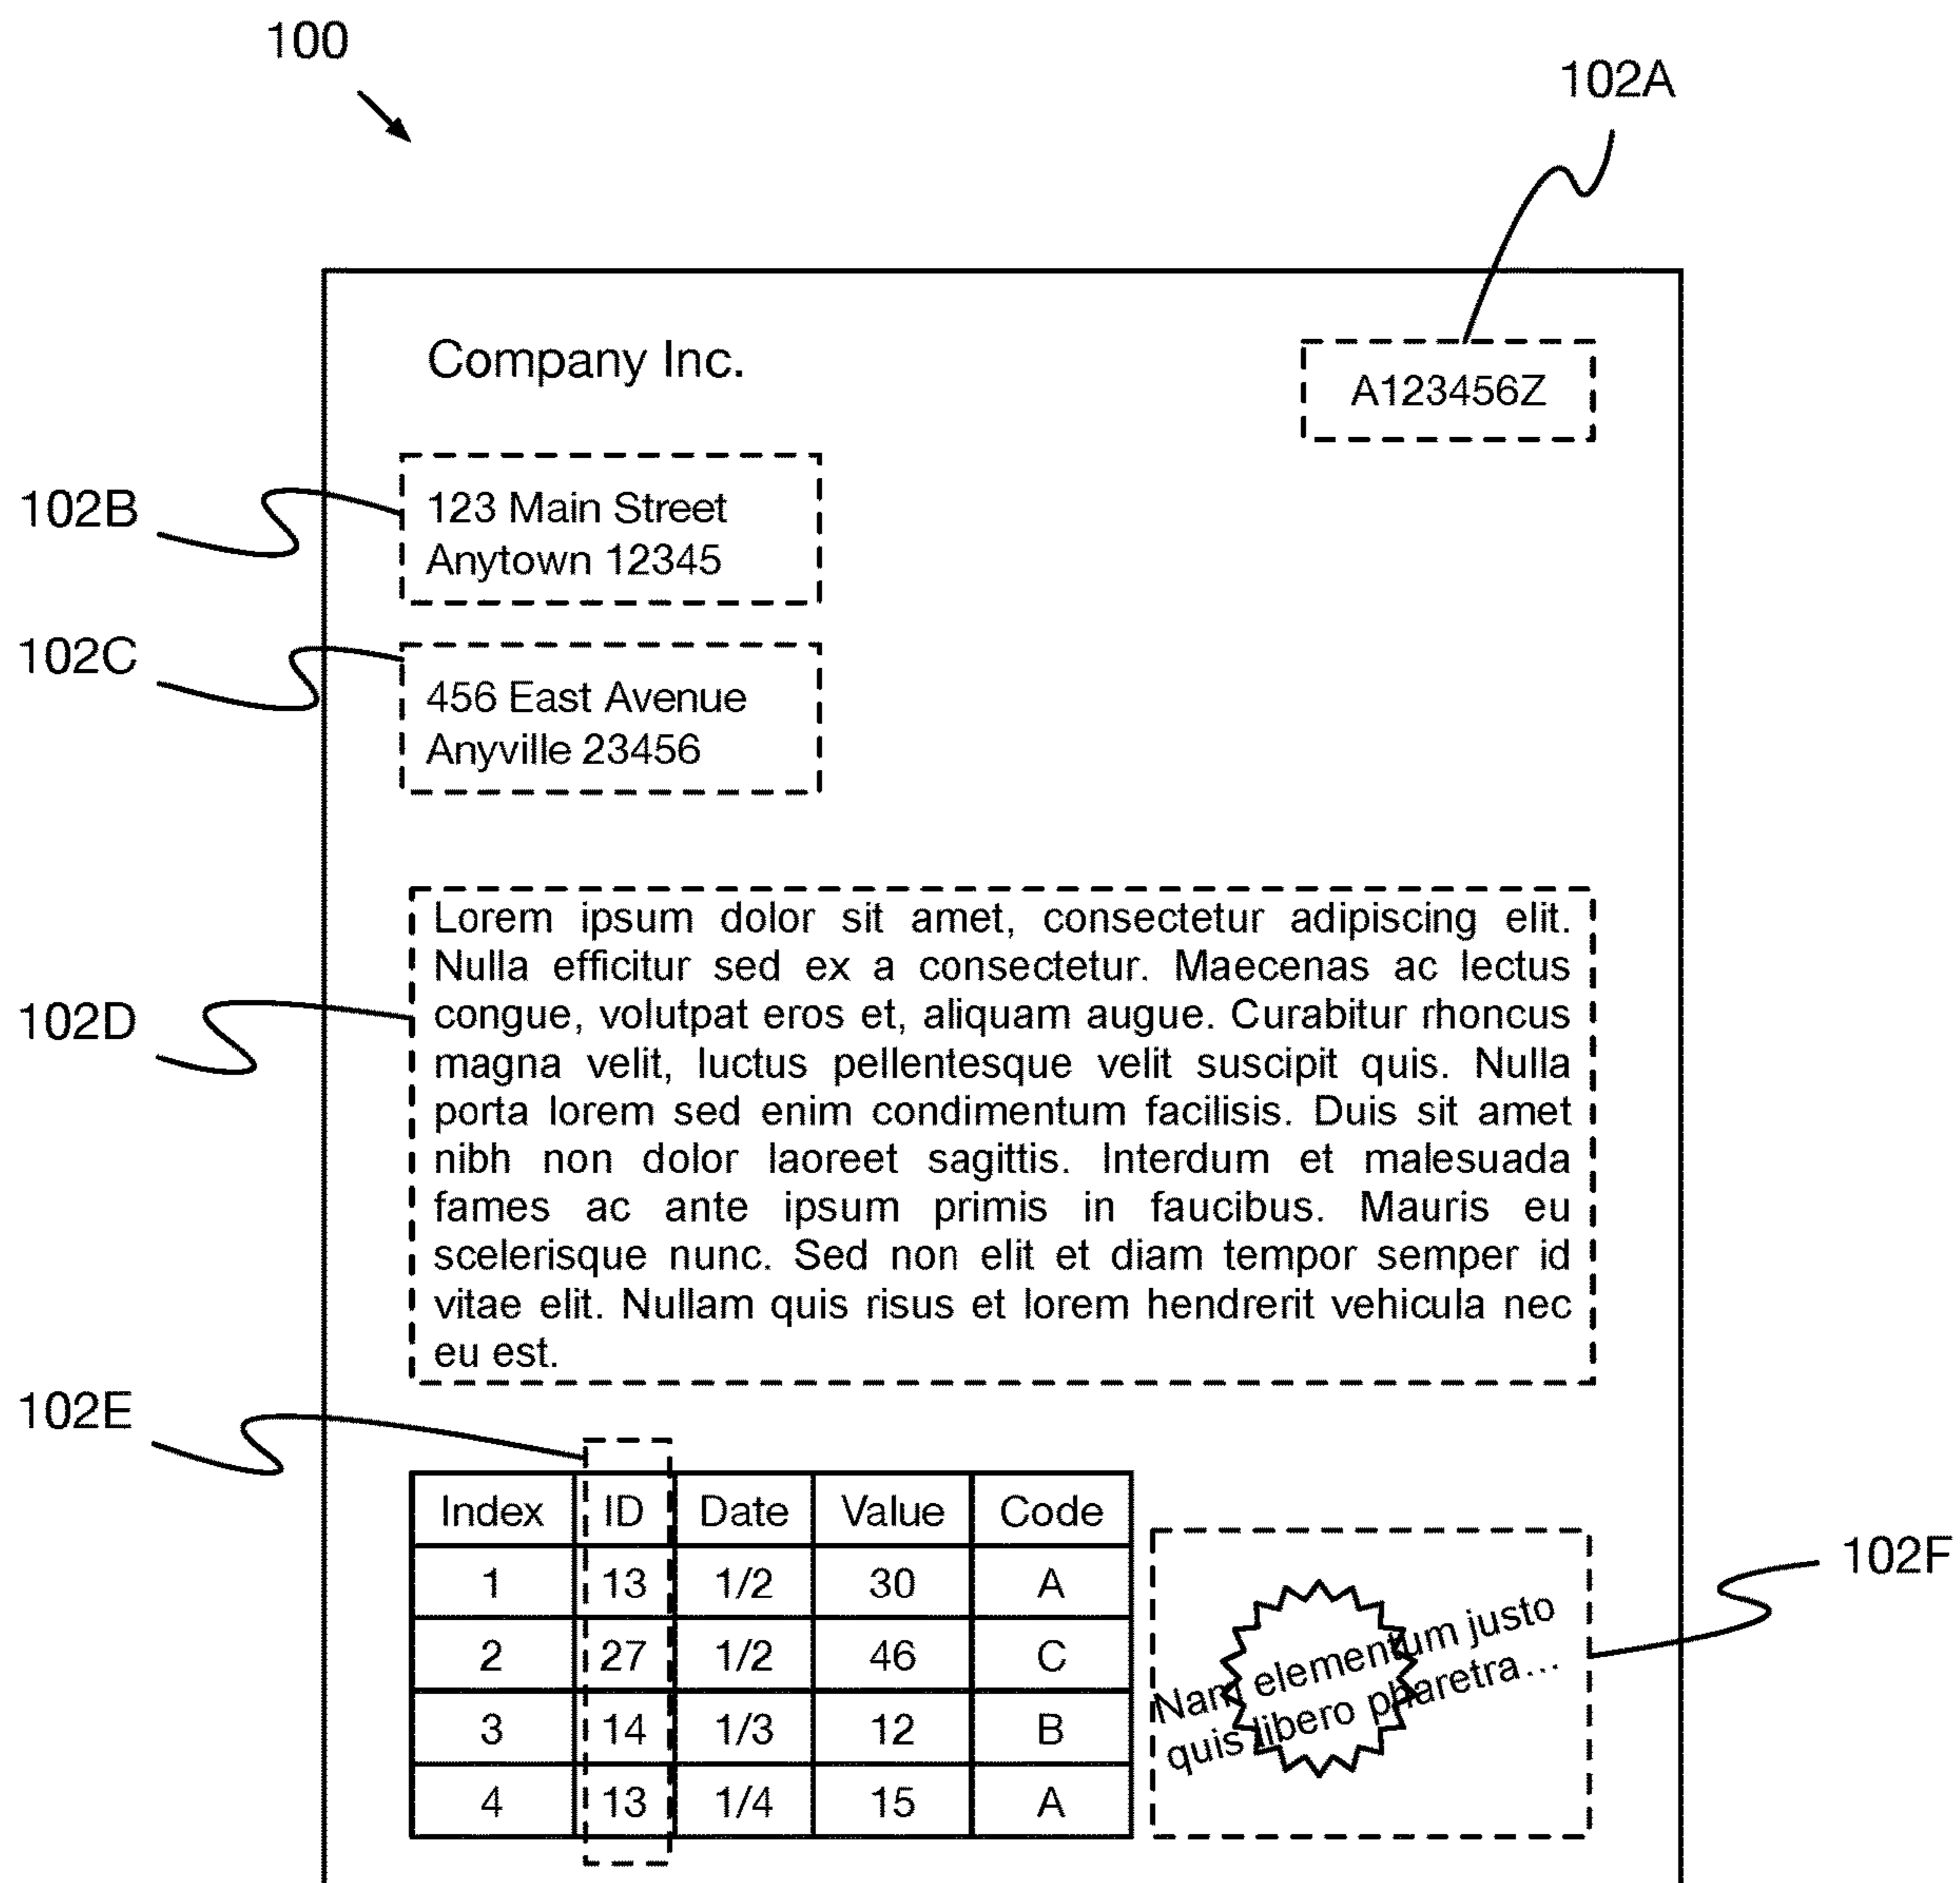 100
102A
Company Inc.
A123456Z
102B
123 Main Street
Anytown 12345
102C
456 East Avenue
Anyville 23456
102D
Lorem ipsum dolor sit amet, consectetur adipiscing elit.
Nulla efficitur sed ex a consectetur. Maecenas ac lectus
congue, volutpat eros et, aliquam augue. Curabitur rhoncus
magna velit, luctus pellentesque velit suscipit quis. Nulla
porta lorem sed enim condimentum facilisis. Duis sit amet
nibh non dolor laoreet sagittis. Interdum et malesuada
fames ac ante ipsum primis in faucibus. Mauris eu
scelerisque nunc. Sed non elit et diam tempor semper id
vitae elit. Nullam quis risus et lorem hendrerit vehicula nec
eu est.
102E
Index ID Date Value Code
1 13 1/2 30 A
2 27 1/2 46 C
3 14 1/3 12 B
4 13 1/4 15 A
102F
Nam elementum justo
quis libero pharetra...